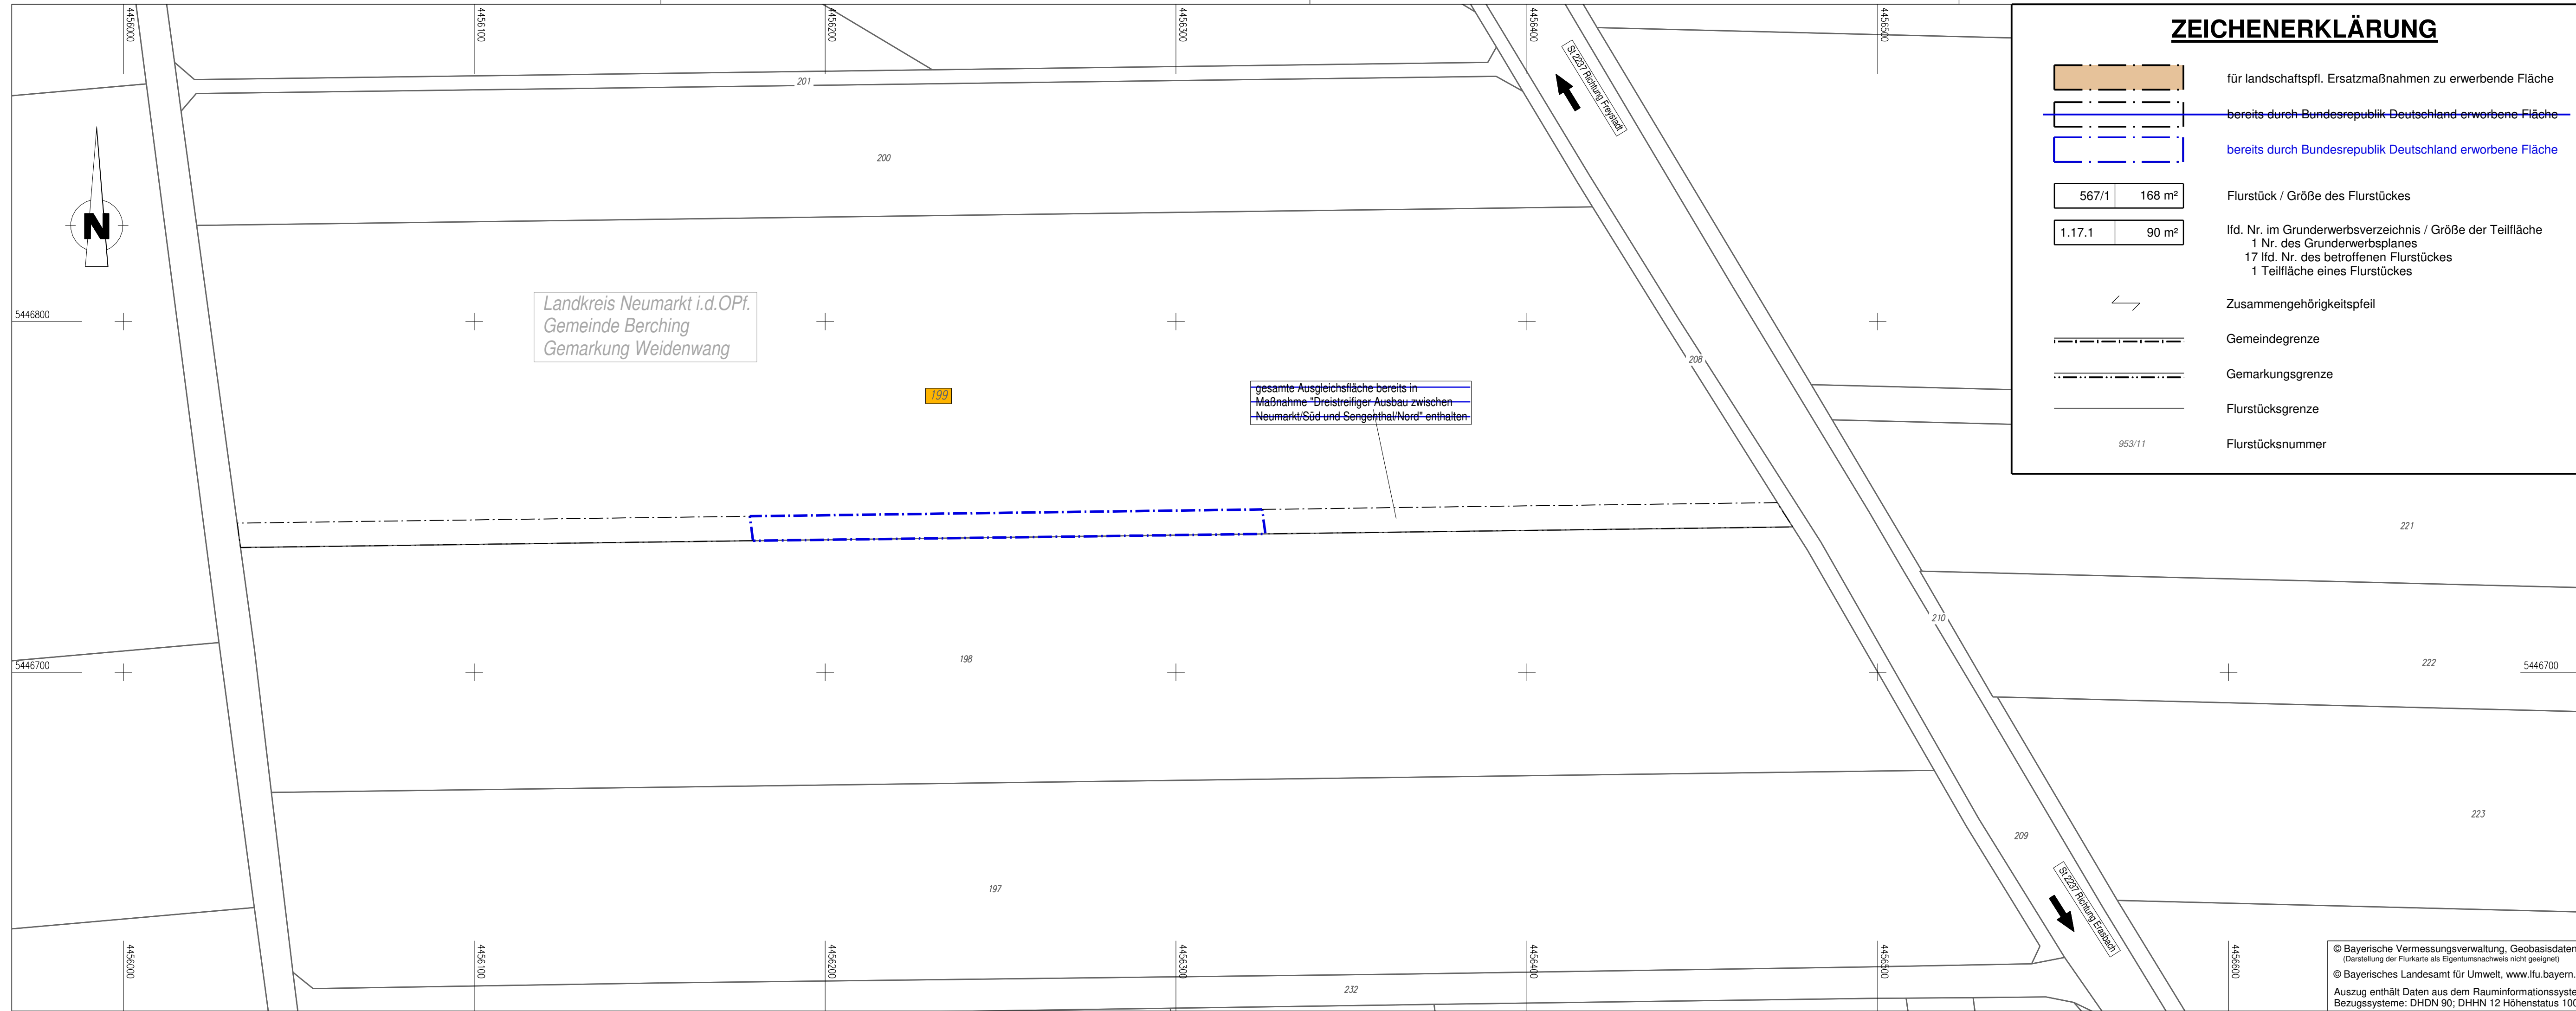 4456000
4456100
4456200
4456300
4456400
4456500
201
200
St 2237 Richtung Freystadt
N
5446800
Landkreis Neumarkt i.d.OPf.
Gemeinde Berching
Gemarkung Weidenwang
199
gesamte Ausgleichsfläche bereits in
Maßnahme "Dreistreifiger Ausbau zwischen
Neumarkt/Süd und Sengenthal/Nord" enthalten
208
ZEICHENERKLÄRUNG
für landschaftspfl. Ersatzmaßnahmen zu erwerbende Fläche
bereits durch Bundesrepublik Deutschland erworbene Fläche
bereits durch Bundesrepublik Deutschland erworbene Fläche
567/1 168 m² Flurstück / Größe des Flurstückes
1.17.1 90 m² lfd. Nr. im Grunderwerbsverzeichnis / Größe der Teilfläche
1 Nr. des Grunderwerbsplanes
17 lfd. Nr. des betroffenen Flurstückes
1 Teilfläche eines Flurstückes
Zusammengehörigkeitspfeil
Gemeindegrenze
Gemarkungsgrenze
Flurstücksgrenze
953/11 Flurstücksnummer
221
210
5446700
198
222
5446700
223
209
197
St 2237 Richtung Erasbach
4456000
4456100
4456200
4456300
4456400
4456500
4456600
232
© Bayerische Vermessungsverwaltung, Geobasisdaten
(Darstellung der Flurkarte als Eigentumsnachweis nicht geeignet)
© Bayerisches Landesamt für Umwelt, www.lfu.bayern.
Auszug enthält Daten aus dem Rauminformationssyste
Bezugssysteme: DHDN 90; DHHN 12 Höhenstatus 100